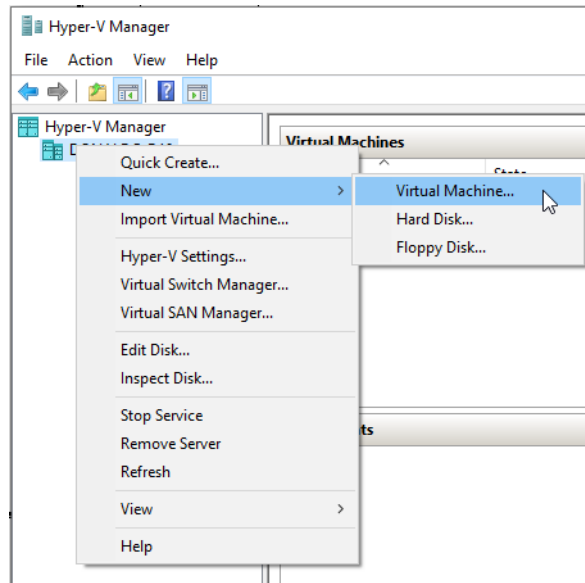 Hyper-V Manager
File Action View Help
Hyper-V Manager
Virtual Machines
Quick Create...
New
Virtual Machine...
Import Virtual Machine...
Hard Disk...
Floppy Disk...
Hyper-V Settings...
Virtual Switch Manager...
Virtual SAN Manager...
Edit Disk...
Inspect Disk...
Stop Service
Remove Server
Refresh
View
Help